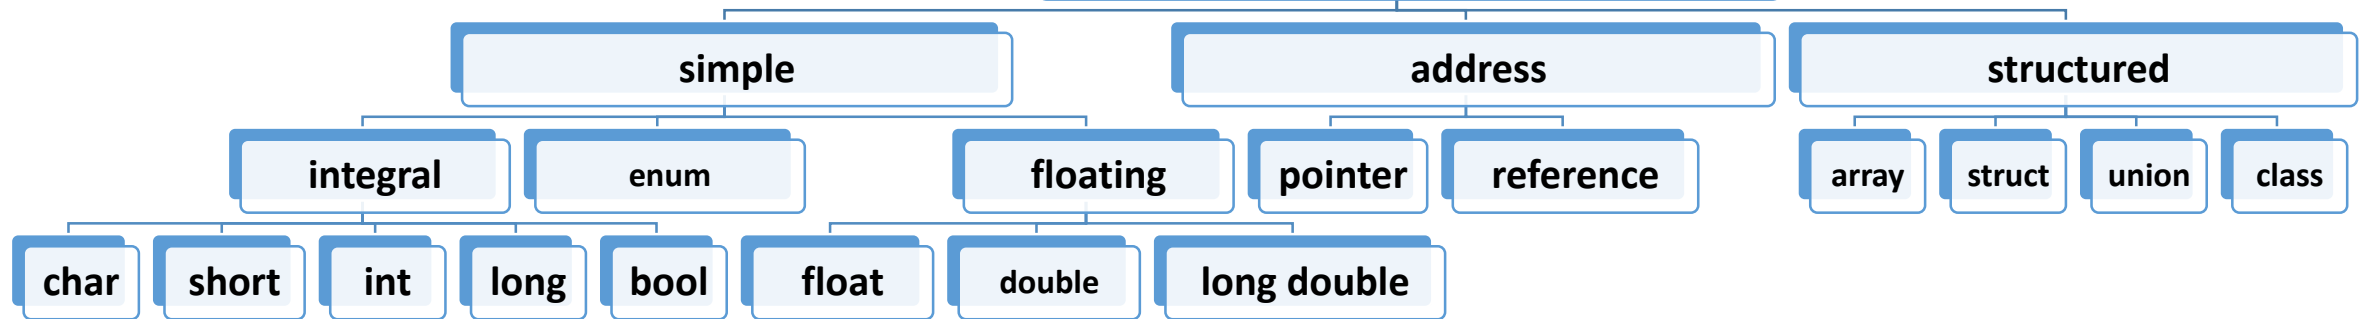 simple address structured
integral enum floating pointer reference array struct union class
char short int long bool float double long double